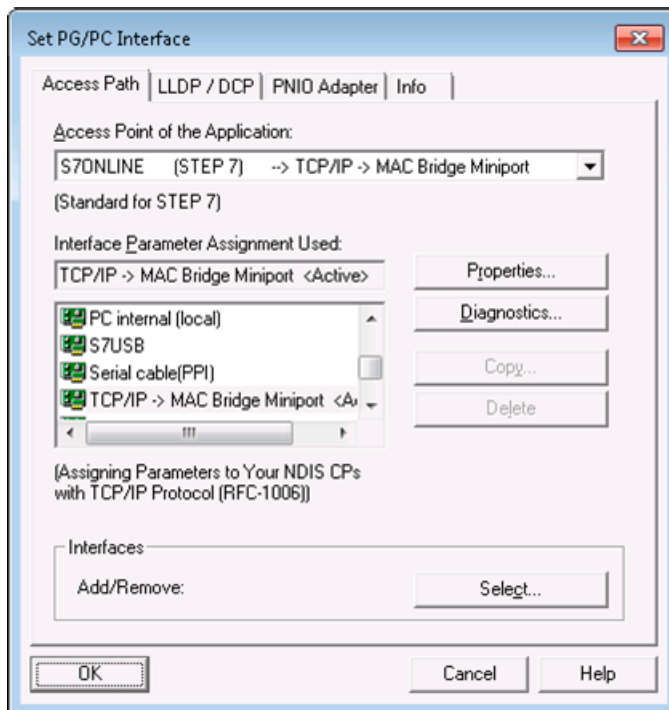 Set PG/PC Interface
Access Path LLDP / DCP PNIO Adapter Info
Access Point of the Application:
S7ONLINE (STEP 7) --> TCP/IP -> MAC Bridge Miniport
(Standard for STEP 7)
Interface Parameter Assignment Used:
TCP/IP -> MAC Bridge Miniport <Active>
Properties...
PC internal (local)
Diagnostics...
S7USB
Serial cable(PPI)
Copy...
TCP/IP -> MAC Bridge Miniport <A
Delete
(Assigning Parameters to Your NDIS CPs
with TCP/IP Protocol (RFC-1006))
Interfaces
Add/Remove:
Select...
OK
Cancel
Help